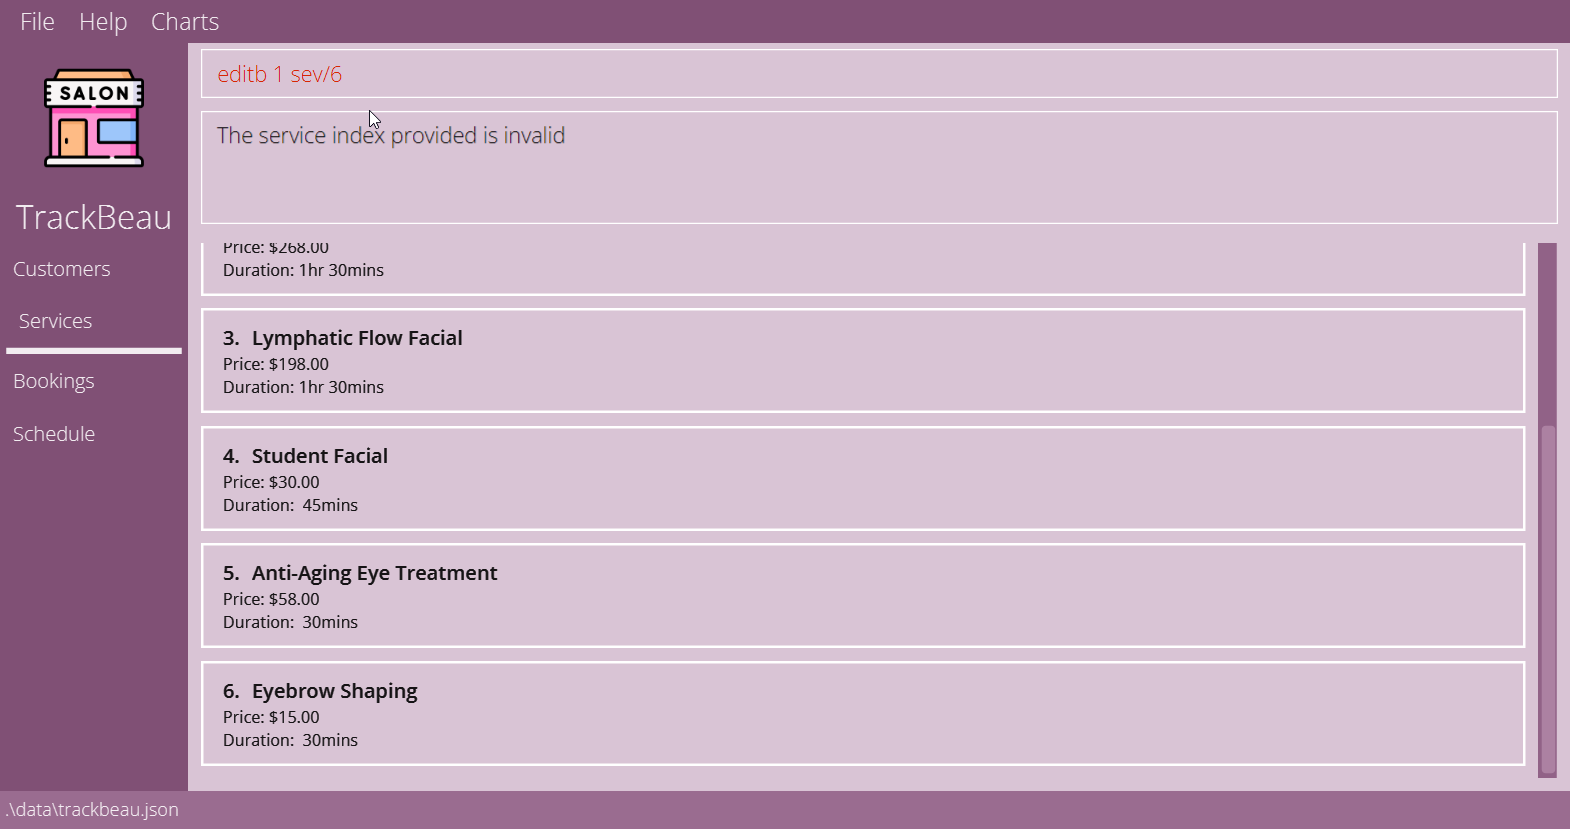 File Help Charts
SALON
TrackBeau
Customers
Services
Bookings
Schedule
editb 1 sev/6
The service index provided is invalid
Price: $268.00
Duration: 1hr 30mins
3. Lymphatic Flow Facial
Price: $198.00
Duration: 1hr 30mins
4. Student Facial
Price: $30.00
Duration: 45mins
5. Anti-Aging Eye Treatment
Price: $58.00
Duration: 30mins
6. Eyebrow Shaping
Price: $15.00
Duration: 30mins
.\data\trackbeau.json